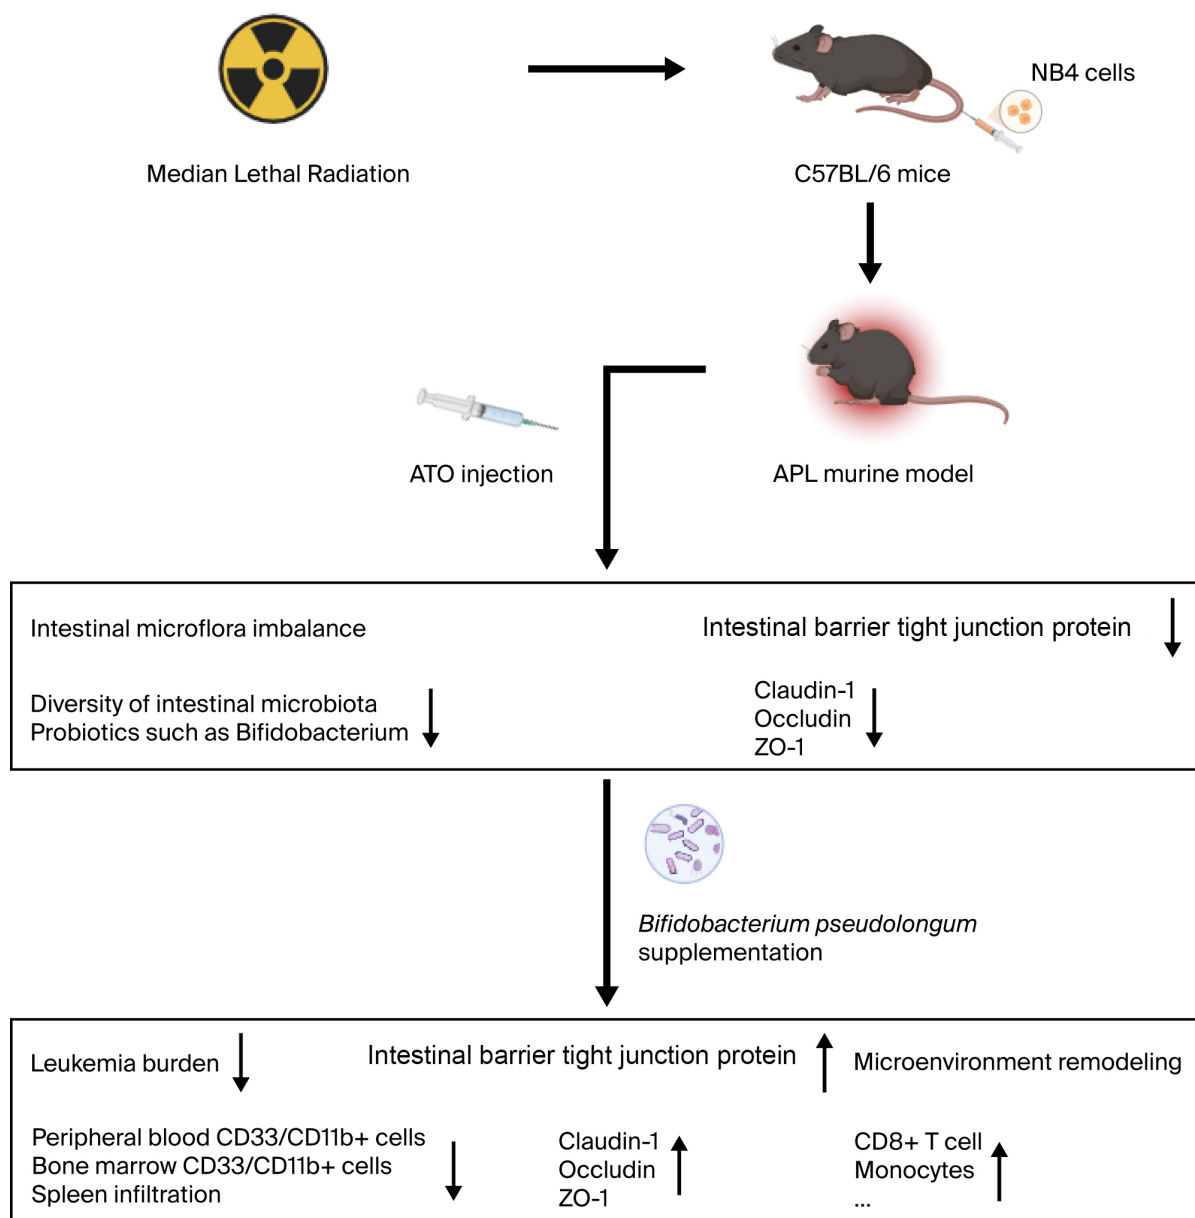 NB4 cells
Median Lethal Radiation
C57BL/6 mice
ATO injection
APL murine model
Intestinal microflora imbalance
Intestinal barrier tight junction protein
Diversity of intestinal microbiota
Probiotics such as Bifidobacterium
Claudin-1
Occludin
ZO-1
Bifidobacterium pseudolongum
supplementation
Leukemia burden
Intestinal barrier tight junction protein
Microenvironment remodeling
Peripheral blood CD33/CD11b+ cells
Bone marrow CD33/CD11b+ cells
Spleen infiltration
Claudin-1
Occludin
ZO-1
CD8+ T cell
Monocytes
...